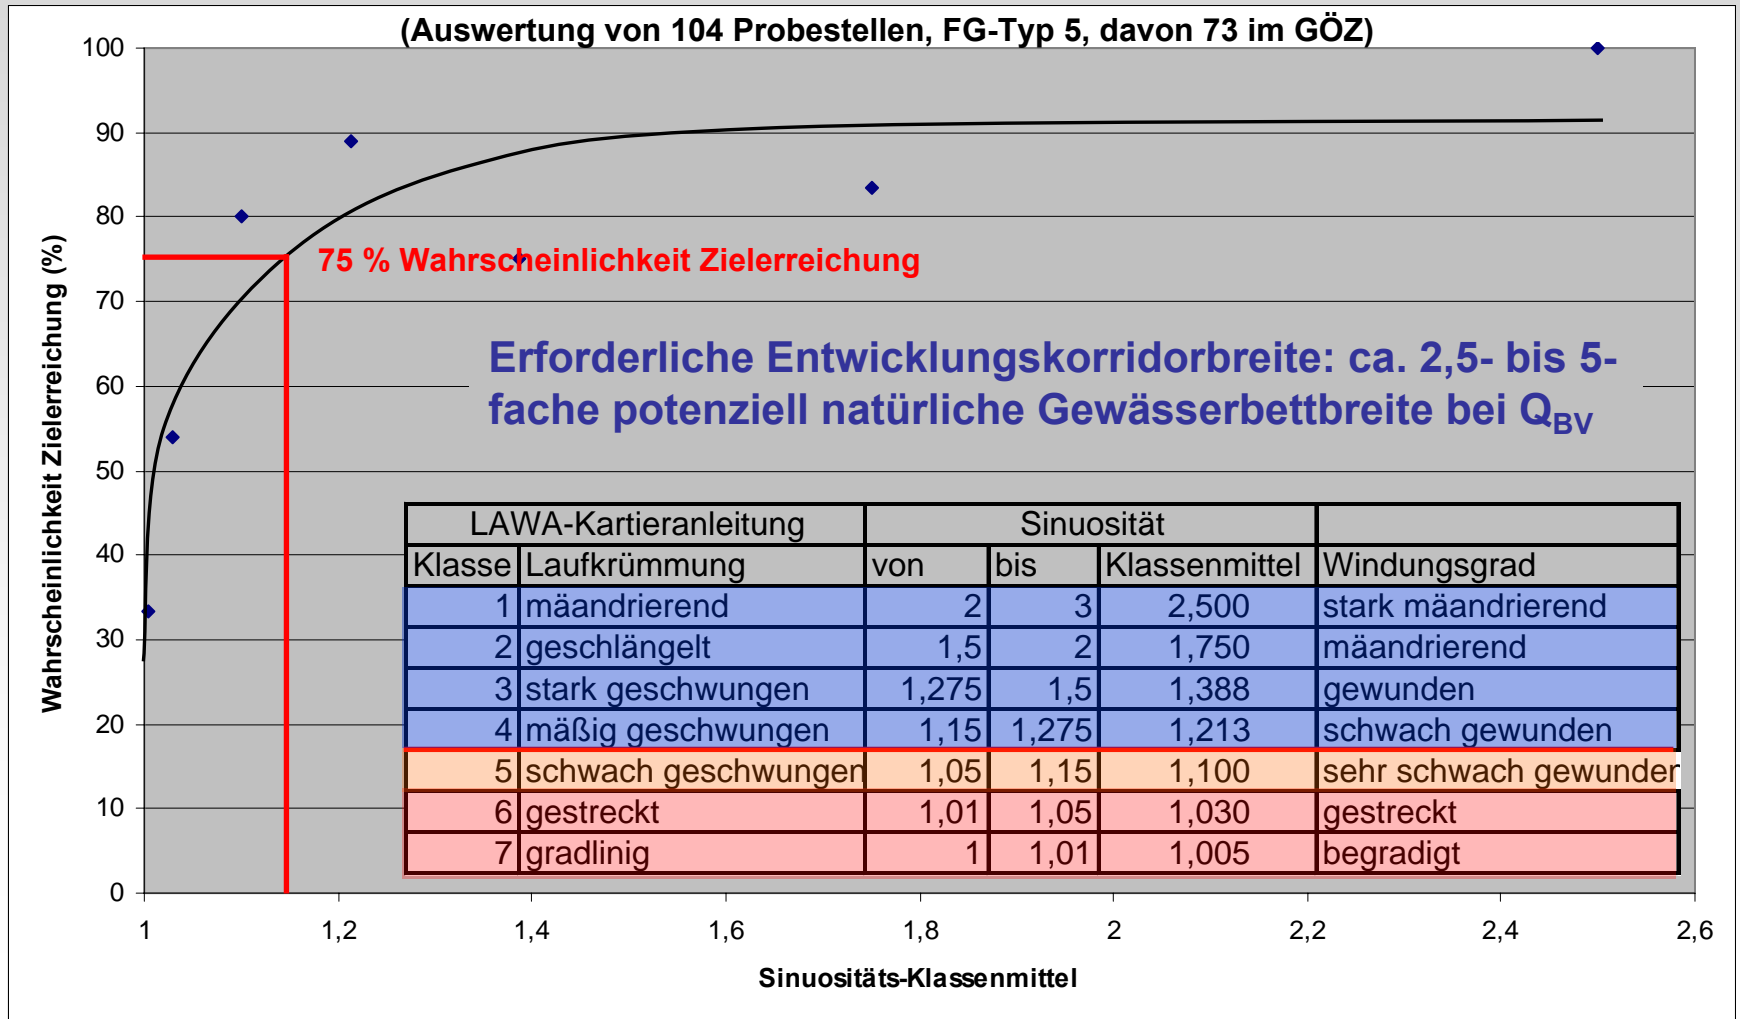 (Auswertung von 104 Probestellen, FG-Typ 5, davon 73 im GÖZ)
Wahrscheinlichkeit Zielerreichung (%)
100
90
80
70
60
50
40
30
20
10
0
75 % Wahrscheinlichkeit Zielerreichung
Erforderliche Entwicklungskorridorbreite: ca. 2,5- bis 5-
fache potenziell natürliche Gewässerbettbreite bei QBV
LAWA-Kartieranleitung Sinuosität
Klasse Laufkrümmung von bis Klassenmittel Windungsgrad
1 mäandrierend 2 3 2,500 stark mäandrierend
2 geschlängelt 1,5 2 1,750 mäandrierend
3 stark geschwungen 1,275 1,5 1,388 gewunden
4 mäßig geschwungen 1,15 1,275 1,213 schwach gewunden
5 schwach geschwungen 1,05 1,15 1,100 sehr schwach gewunden
6 gestreckt 1,01 1,05 1,030 gestreckt
7 gradlinig 1 1,01 1,005 begradigt
1 1,2 1,4 1,6 1,8 2 2,2 2,4 2,6
Sinuositäts-Klassenmittel